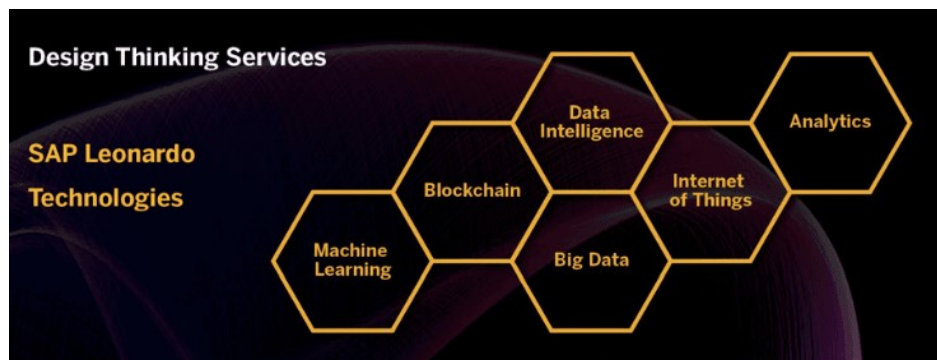 Design Thinking Services
SAP Leonardo
Technologies
Data
Intelligence
Analytics
Blockchain
Internet
of Things
Machine
Learning
Big Data